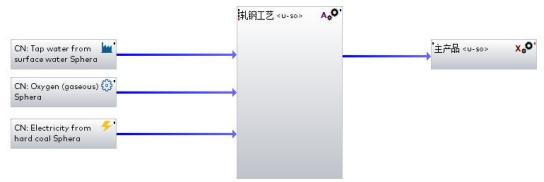 轧钢工艺 <u-so>
CN: Tap water from
surface water Sphera
CN: Oxygen (gaseous)
Sphera
CN: Electricity from
hard coal Sphera
主产品 <u-so>